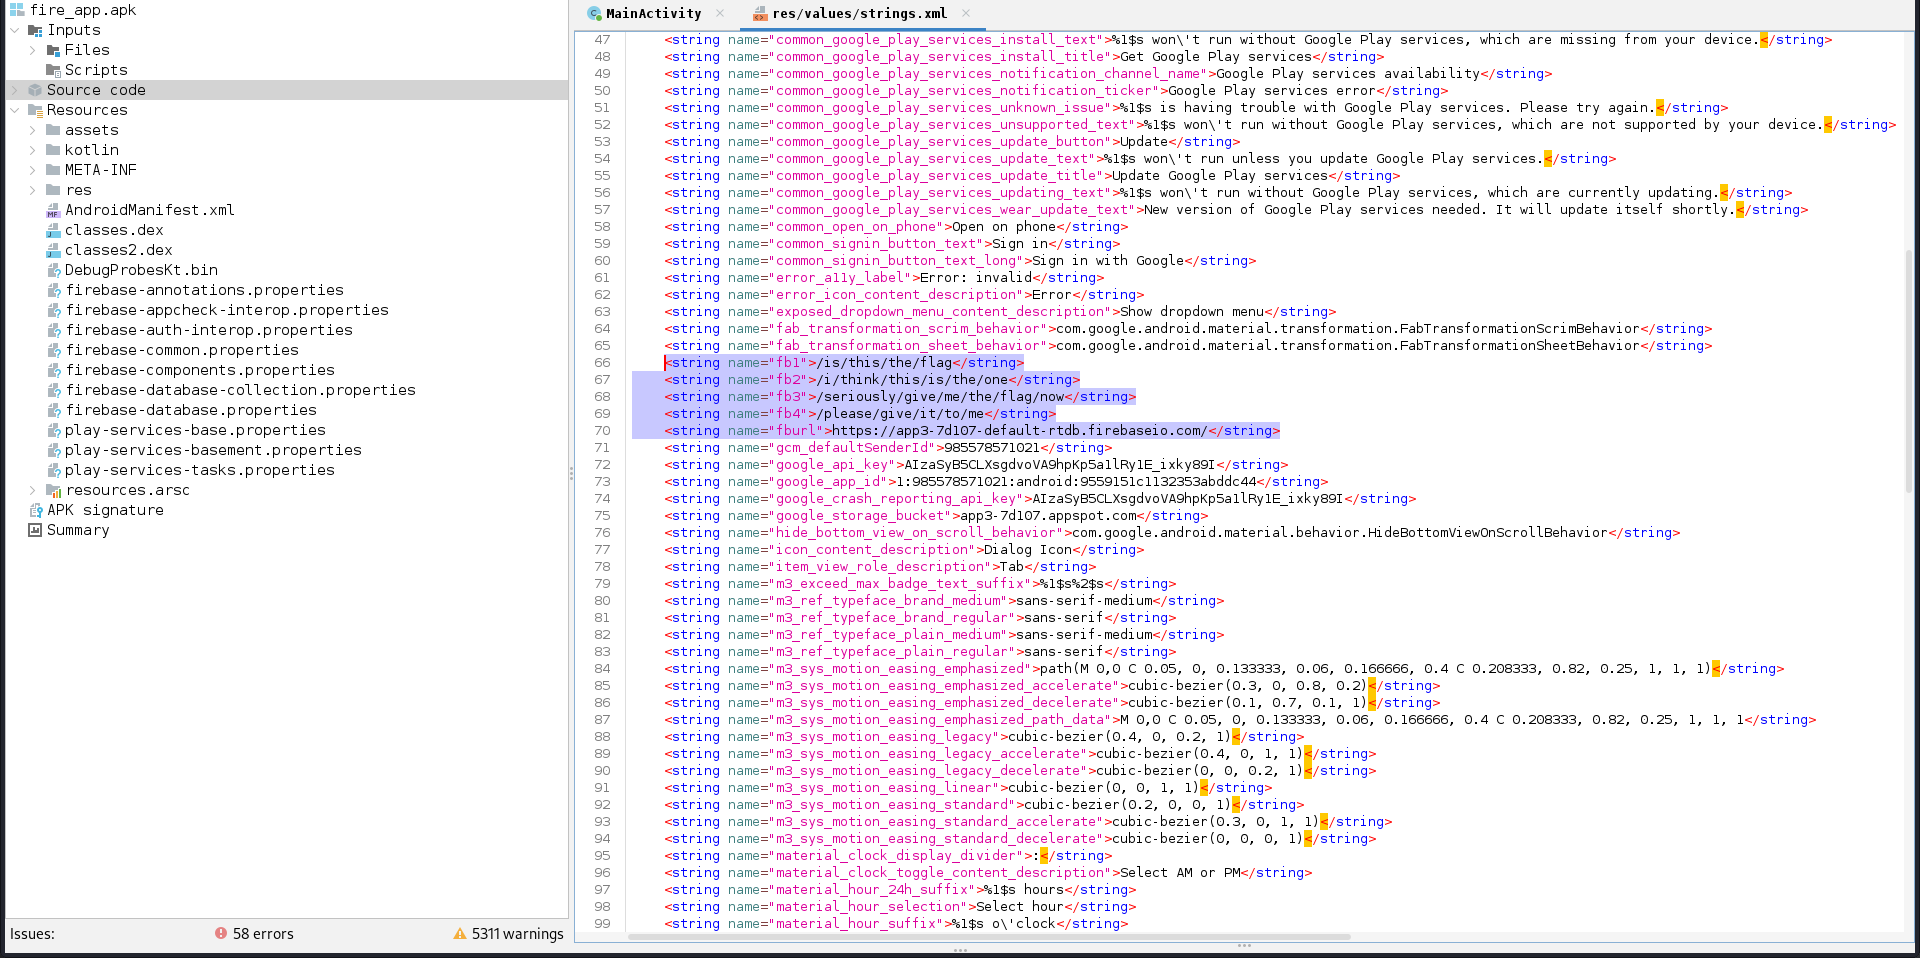 fire_app.apk
Inputs
Files
Scripts
Source code
Resources
assets
kotlin
META-INF
res
AndroidManifest.xml
classes.dex
classes2.dex
DebugProbesKt.bin
firebase-annotations.properties
firebase-appcheck-interop.properties
firebase-auth-interop.properties
firebase-common.properties
firebase-components.properties
firebase-database-collection.properties
firebase-database.properties
play-services-base.properties
play-services-basement.properties
play-services-tasks.properties
resources.arsc
APK signature
Summary
Issues: 58 errors 5311 warnings
MainActivity res/values/strings.xml
47 <string name="common_google_play_services_install_text">%1$s won\'t run without Google Play services, which are missing from your device.</string>
48 <string name="common_google_play_services_install_title">Get Google Play services</string>
49 <string name="common_google_play_services_notification_channel_name">Google Play services availability</string>
50 <string name="common_google_play_services_notification_ticker">Google Play services error</string>
51 <string name="common_google_play_services_unknown_issue">%1$s is having trouble with Google Play services. Please try again.</string>
52 <string name="common_google_play_services_unsupported_text">%1$s won\'t run without Google Play services, which are not supported by your device.</string>
53 <string name="common_google_play_services_update_button">Update</string>
54 <string name="common_google_play_services_update_text">%1$s won\'t run unless you update Google Play services.</string>
55 <string name="common_google_play_services_update_title">Update Google Play services</string>
56 <string name="common_google_play_services_updating_text">%1$s won\'t run without Google Play services, which are currently updating.</string>
57 <string name="common_google_play_services_wear_update_text">New version of Google Play services needed. It will update itself shortly.</string>
58 <string name="common_open_on_phone">Open on phone</string>
59 <string name="common_signin_button_text">Sign in</string>
60 <string name="common_signin_button_text_long">Sign in with Google</string>
61 <string name="error_a11y_label">Error: invalid</string>
62 <string name="error_icon_content_description">Error</string>
63 <string name="exposed_dropdown_menu_content_description">Show dropdown menu</string>
64 <string name="fab_transformation_scrim_behavior">com.google.android.material.transformation.FabTransformationScrimBehavior</string>
65 <string name="fab_transformation_sheet_behavior">com.google.android.material.transformation.FabTransformationSheetBehavior</string>
66 <string name="fb1">/is/this/the/flag</string>
67 <string name="fb2">/i/think/this/is/the/one</string>
68 <string name="fb3">/seriously/give/me/the/flag/now</string>
69 <string name="fb4">/please/give/it/to/me</string>
70 <string name="fburl">https://app3-7d107-default-rtdb.firebaseio.com/</string>
71 <string name="gcm_defaultSenderId">985578571021</string>
72 <string name="google_api_key">AIzaSyB5CLXsgdvoVA9hpKp5a1lRy1E_ixky89I</string>
73 <string name="google_app_id">1:985578571021:android:9559151c1132353abddc44</string>
74 <string name="google_crash_reporting_api_key">AIzaSyB5CLXsgdvoVA9hpKp5a1lRy1E_ixky89I</string>
75 <string name="google_storage_bucket">app3-7d107.appspot.com</string>
76 <string name="hide_bottom_view_on_scroll_behavior">com.google.android.material.behavior.HideBottomViewOnScrollBehavior</string>
77 <string name="icon_content_description">Dialog Icon</string>
78 <string name="item_view_role_description">Tab</string>
79 <string name="m3_exceed_max_badge_text_suffix">%1$s%2$s</string>
80 <string name="m3_ref_typeface_brand_medium">sans-serif-medium</string>
81 <string name="m3_ref_typeface_brand_regular">sans-serif</string>
82 <string name="m3_ref_typeface_plain_medium">sans-serif-medium</string>
83 <string name="m3_ref_typeface_plain_regular">sans-serif</string>
84 <string name="m3_sys_motion_easing_emphasized">path(M 0,0 C 0.05, 0, 0.133333, 0.06, 0.166666, 0.4 C 0.208333, 0.82, 0.25, 1, 1, 1)</string>
85 <string name="m3_sys_motion_easing_emphasized_accelerate">cubic-bezier(0.3, 0, 0.8, 0.2)</string>
86 <string name="m3_sys_motion_easing_emphasized_decelerate">cubic-bezier(0.1, 0.7, 0.1, 1)</string>
87 <string name="m3_sys_motion_easing_emphasized_path_data">M 0,0 C 0.05, 0, 0.133333, 0.06, 0.166666, 0.4 C 0.208333, 0.82, 0.25, 1, 1, 1</string>
88 <string name="m3_sys_motion_easing_legacy">cubic-bezier(0.4, 0, 0.2, 1)</string>
89 <string name="m3_sys_motion_easing_legacy_accelerate">cubic-bezier(0.4, 0, 1, 1)</string>
90 <string name="m3_sys_motion_easing_legacy_decelerate">cubic-bezier(0, 0, 0.2, 1)</string>
91 <string name="m3_sys_motion_easing_linear">cubic-bezier(0, 0, 1, 1)</string>
92 <string name="m3_sys_motion_easing_standard">cubic-bezier(0.2, 0, 0, 1)</string>
93 <string name="m3_sys_motion_easing_standard_accelerate">cubic-bezier(0.3, 0, 1, 1)</string>
94 <string name="m3_sys_motion_easing_standard_decelerate">cubic-bezier(0, 0, 0, 1)</string>
95 <string name="material_clock_display_divider">:</string>
96 <string name="material_clock_toggle_content_description">Select AM or PM</string>
97 <string name="material_hour_24h_suffix">%1$s hours</string>
98 <string name="material_hour_selection">Select hour</string>
99 <string name="material_hour_suffix">%1$s o\'clock</string>